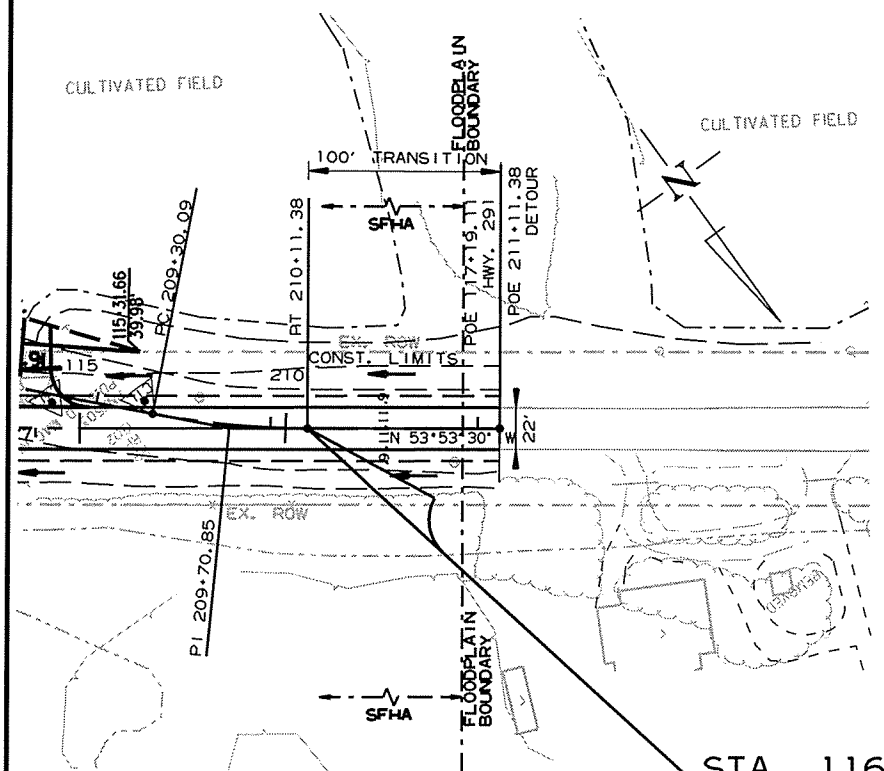 CULTIVATED FIELD
CULTIVATED FIELD
FLOODPLAIN
BOUNDARY
100' TRANSITION
SFHA
N
PC 209+30.09
PT 210+11.38
POE 117+19.11
HWY. 291
POE 211+11.38
DETOUR
115+31.66
39.98'
EX. ROW
CONST. LIMITS
115
210
N 53°53'30" W
22'
EX. ROW
PI 209+70.85
REMOVED
FLOODPLAIN
BOUNDARY
SFHA
STA. 116